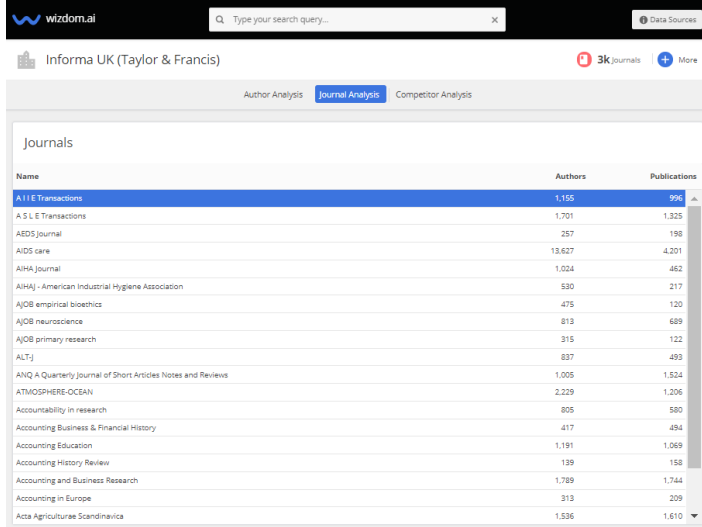 wizdom.ai
Type your search query...
Data Sources
Informa UK (Taylor & Francis)
3k Journals
More
Author Analysis Journal Analysis Competitor Analysis
Journals
Name Authors Publications
A I I E Transactions 1,155 996
A S L E Transactions 1,701 1,325
AEDS Journal 257 198
AIDS care 13,627 4,201
AIHA Journal 1,024 462
AIHAJ - American Industrial Hygiene Association 530 217
AJOB empirical bioethics 475 120
AJOB neuroscience 813 689
AJOB primary research 315 122
ALT-J 837 493
ANQ A Quarterly Journal of Short Articles Notes and Reviews 1,005 1,524
ATMOSPHERE-OCEAN 2,229 1,206
Accountability in research 805 580
Accounting Business & Financial History 417 494
Accounting Education 1,191 1,069
Accounting History Review 139 158
Accounting and Business Research 1,789 1,744
Accounting in Europe 313 209
Acta Agriculturae Scandinavica 1,536 1,610